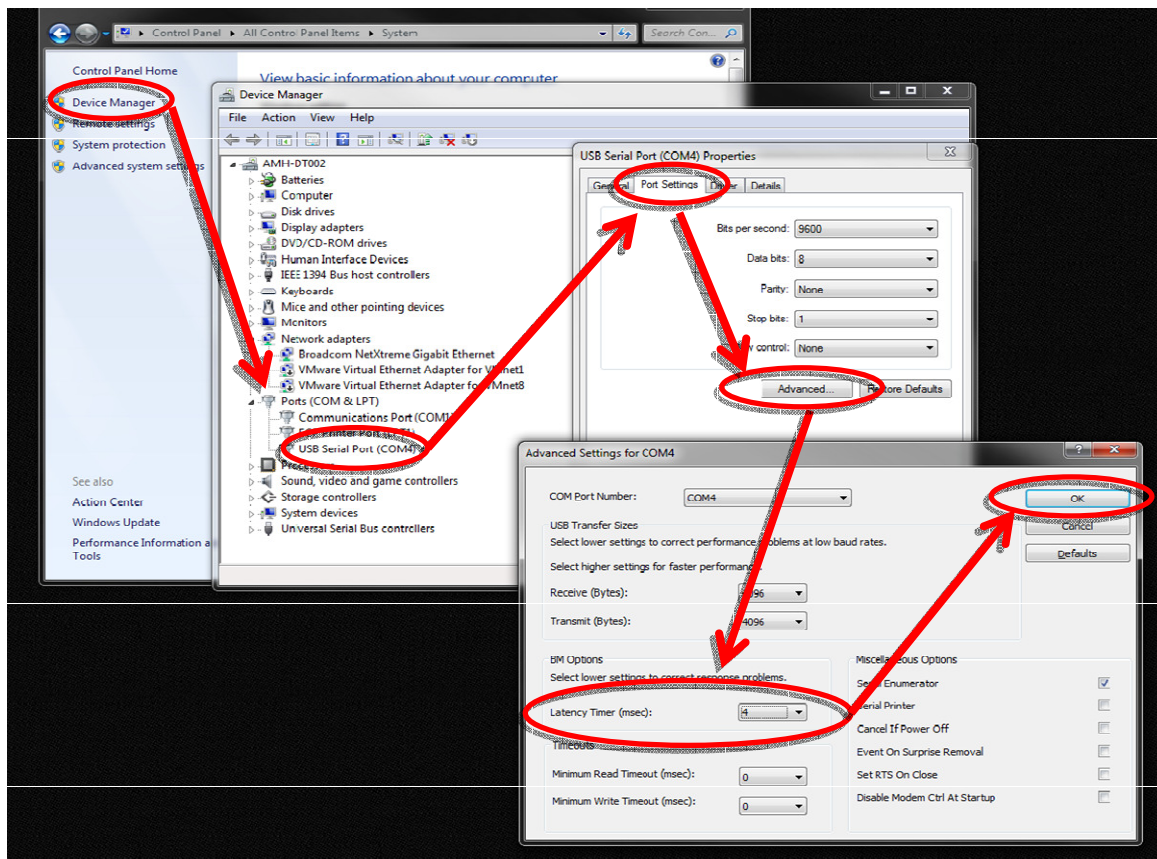 Control Panel ▸ All Control Panel Items ▸ System
Search Con...
Control Panel Home
Device Manager
Remote settings
System protection
Advanced system settings
See also
Action Center
Windows Update
Performance Information a
Tools
View basic information about your computer
Device Manager
File Action View Help
AMH-DT002
Batteries
Computer
Disk drives
Display adapters
DVD/CD-ROM drives
Human Interface Devices
IEEE 1394 Bus host controllers
Keyboards
Mice and other pointing devices
Monitors
Network adapters
Broadcom NetXtreme Gigabit Ethernet
VMware Virtual Ethernet Adapter for VMnet1
VMware Virtual Ethernet Adapter for VMnet8
Ports (COM & LPT)
Communications Port (COM1)
Printer Port (LPT1)
USB Serial Port (COM4)
Sound, video and game controllers
Storage controllers
System devices
Universal Serial Bus controllers
USB Serial Port (COM4) Properties
General Port Settings Driver Details
Bits per second: 9600
Data bits: 8
Parity: None
Stop bits: 1
control: None
Advanced... Restore Defaults
Advanced Settings for COM4
COM Port Number: COM4
OK
Cancel
Defaults
USB Transfer Sizes
Select lower settings to correct performance problems at low baud rates.
Select higher settings for faster performance.
Receive (Bytes): 4096
Transmit (Bytes): 4096
BM Options
Select lower settings to correct response problems.
Latency Timer (msec): 4
Timeouts
Minimum Read Timeout (msec): 0
Minimum Write Timeout (msec): 0
Miscellaneous Options
Serial Enumerator
Serial Printer
Cancel If Power Off
Event On Surprise Removal
Set RTS On Close
Disable Modem Ctrl At Startup